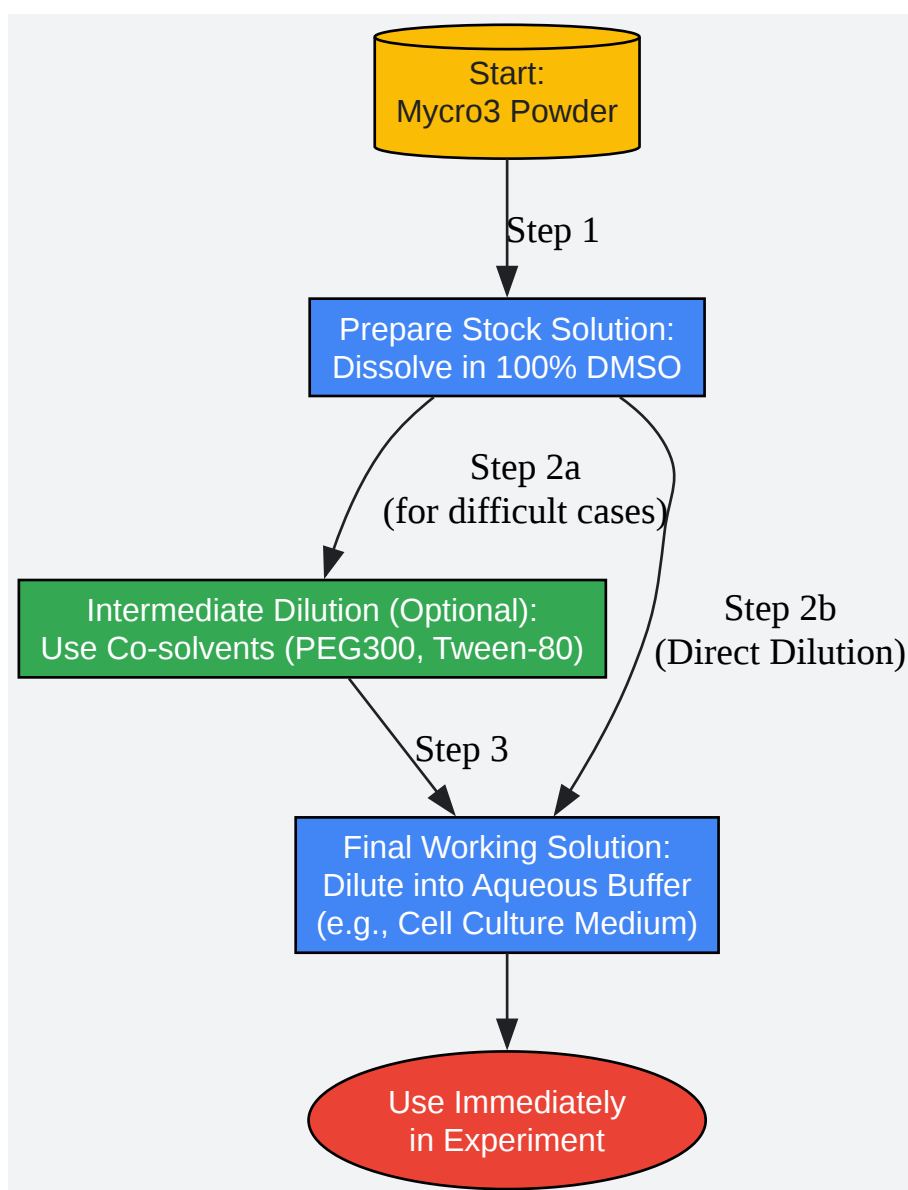 Start:
Mycro3 Powder
Step 1
Prepare Stock Solution:
Dissolve in 100% DMSO
Step 2a
(for difficult cases)
Intermediate Dilution (Optional):
Use Co-solvents (PEG300, Tween-80)
Step 2b
(Direct Dilution)
Step 3
Final Working Solution:
Dilute into Aqueous Buffer
(e.g., Cell Culture Medium)
Use Immediately
in Experiment